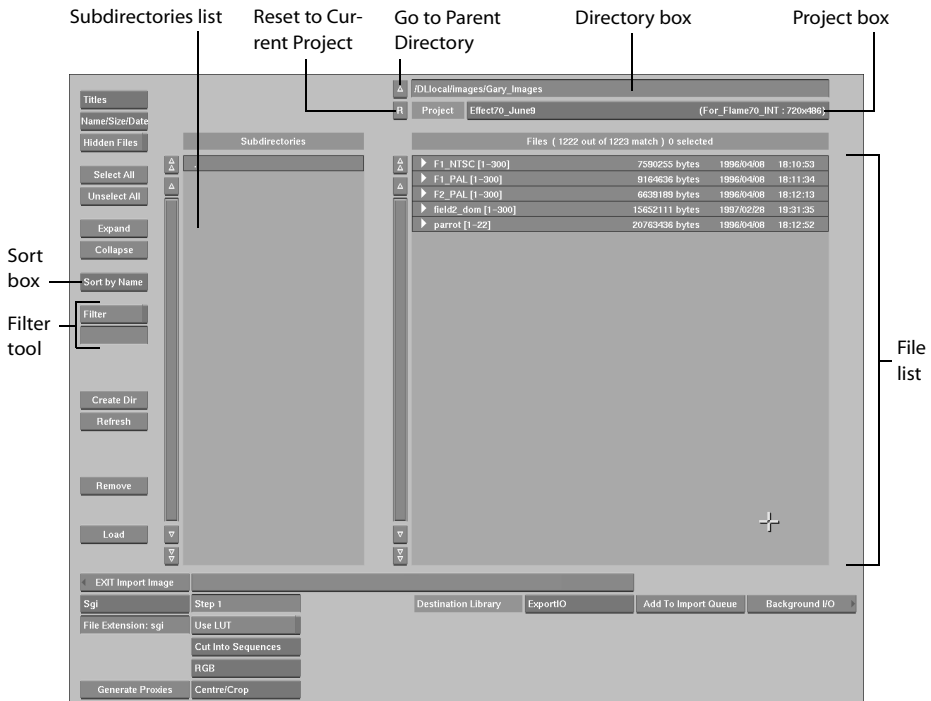 Subdirectories list
Reset to Cur-
rent Project
Go to Parent
Directory
Directory box
Project box
/DLlocal/images/Gary_Images
R Project Effect70_June9 (For_Flame70_INT : 720x486)
Titles
Name/Size/Date
Hidden Files
Select All
Unselect All
Expand
Collapse
Sort by Name
Filter
Create Dir
Refresh
Remove
Load
Sort
box
Filter
tool
Subdirectories
..
Files ( 1222 out of 1223 match ) 0 selected
F1_NTSC [1-300] 7590255 bytes 1996/04/08 18:10:53
F1_PAL [1-300] 9164636 bytes 1996/04/08 18:11:34
F2_PAL [1-300] 6639189 bytes 1996/04/08 18:12:13
field2_dom [1-300] 15652111 bytes 1997/02/28 19:31:35
parrot [1-22] 20763436 bytes 1996/04/08 18:12:52
File
list
EXIT Import Image
Sgi Step 1 Destination Library ExportIO Add To Import Queue Background I/O
File Extension: sgi Use LUT
Cut Into Sequences
RGB
Generate Proxies Centre/Crop